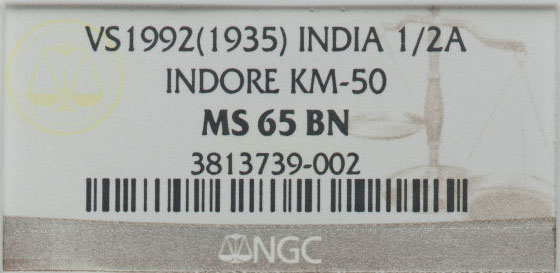 VS1992(1935) INDIA 1/2A
INDORE KM-50
MS 65 BN
3813739-002
NGC